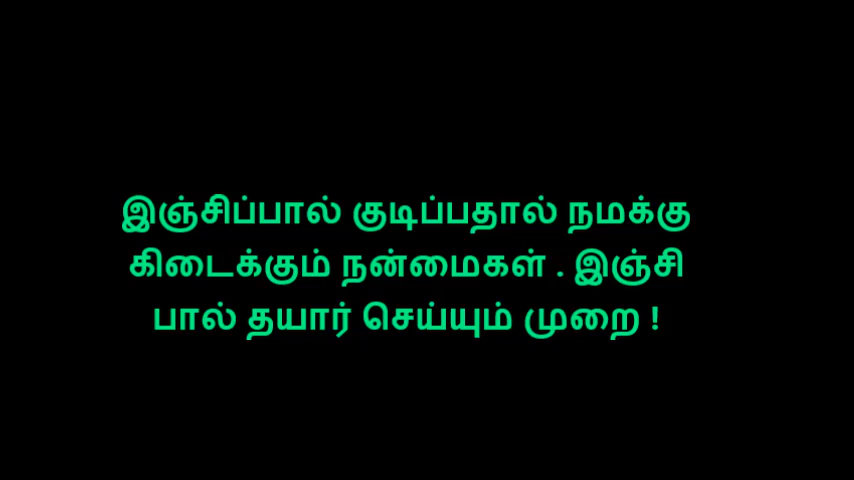 இஞ்சிப்பால் குடிப்பதால் நமக்கு
கிடைக்கும் நன்மைகள் . இஞ்சி
பால் தயார் செய்யும் முறை !